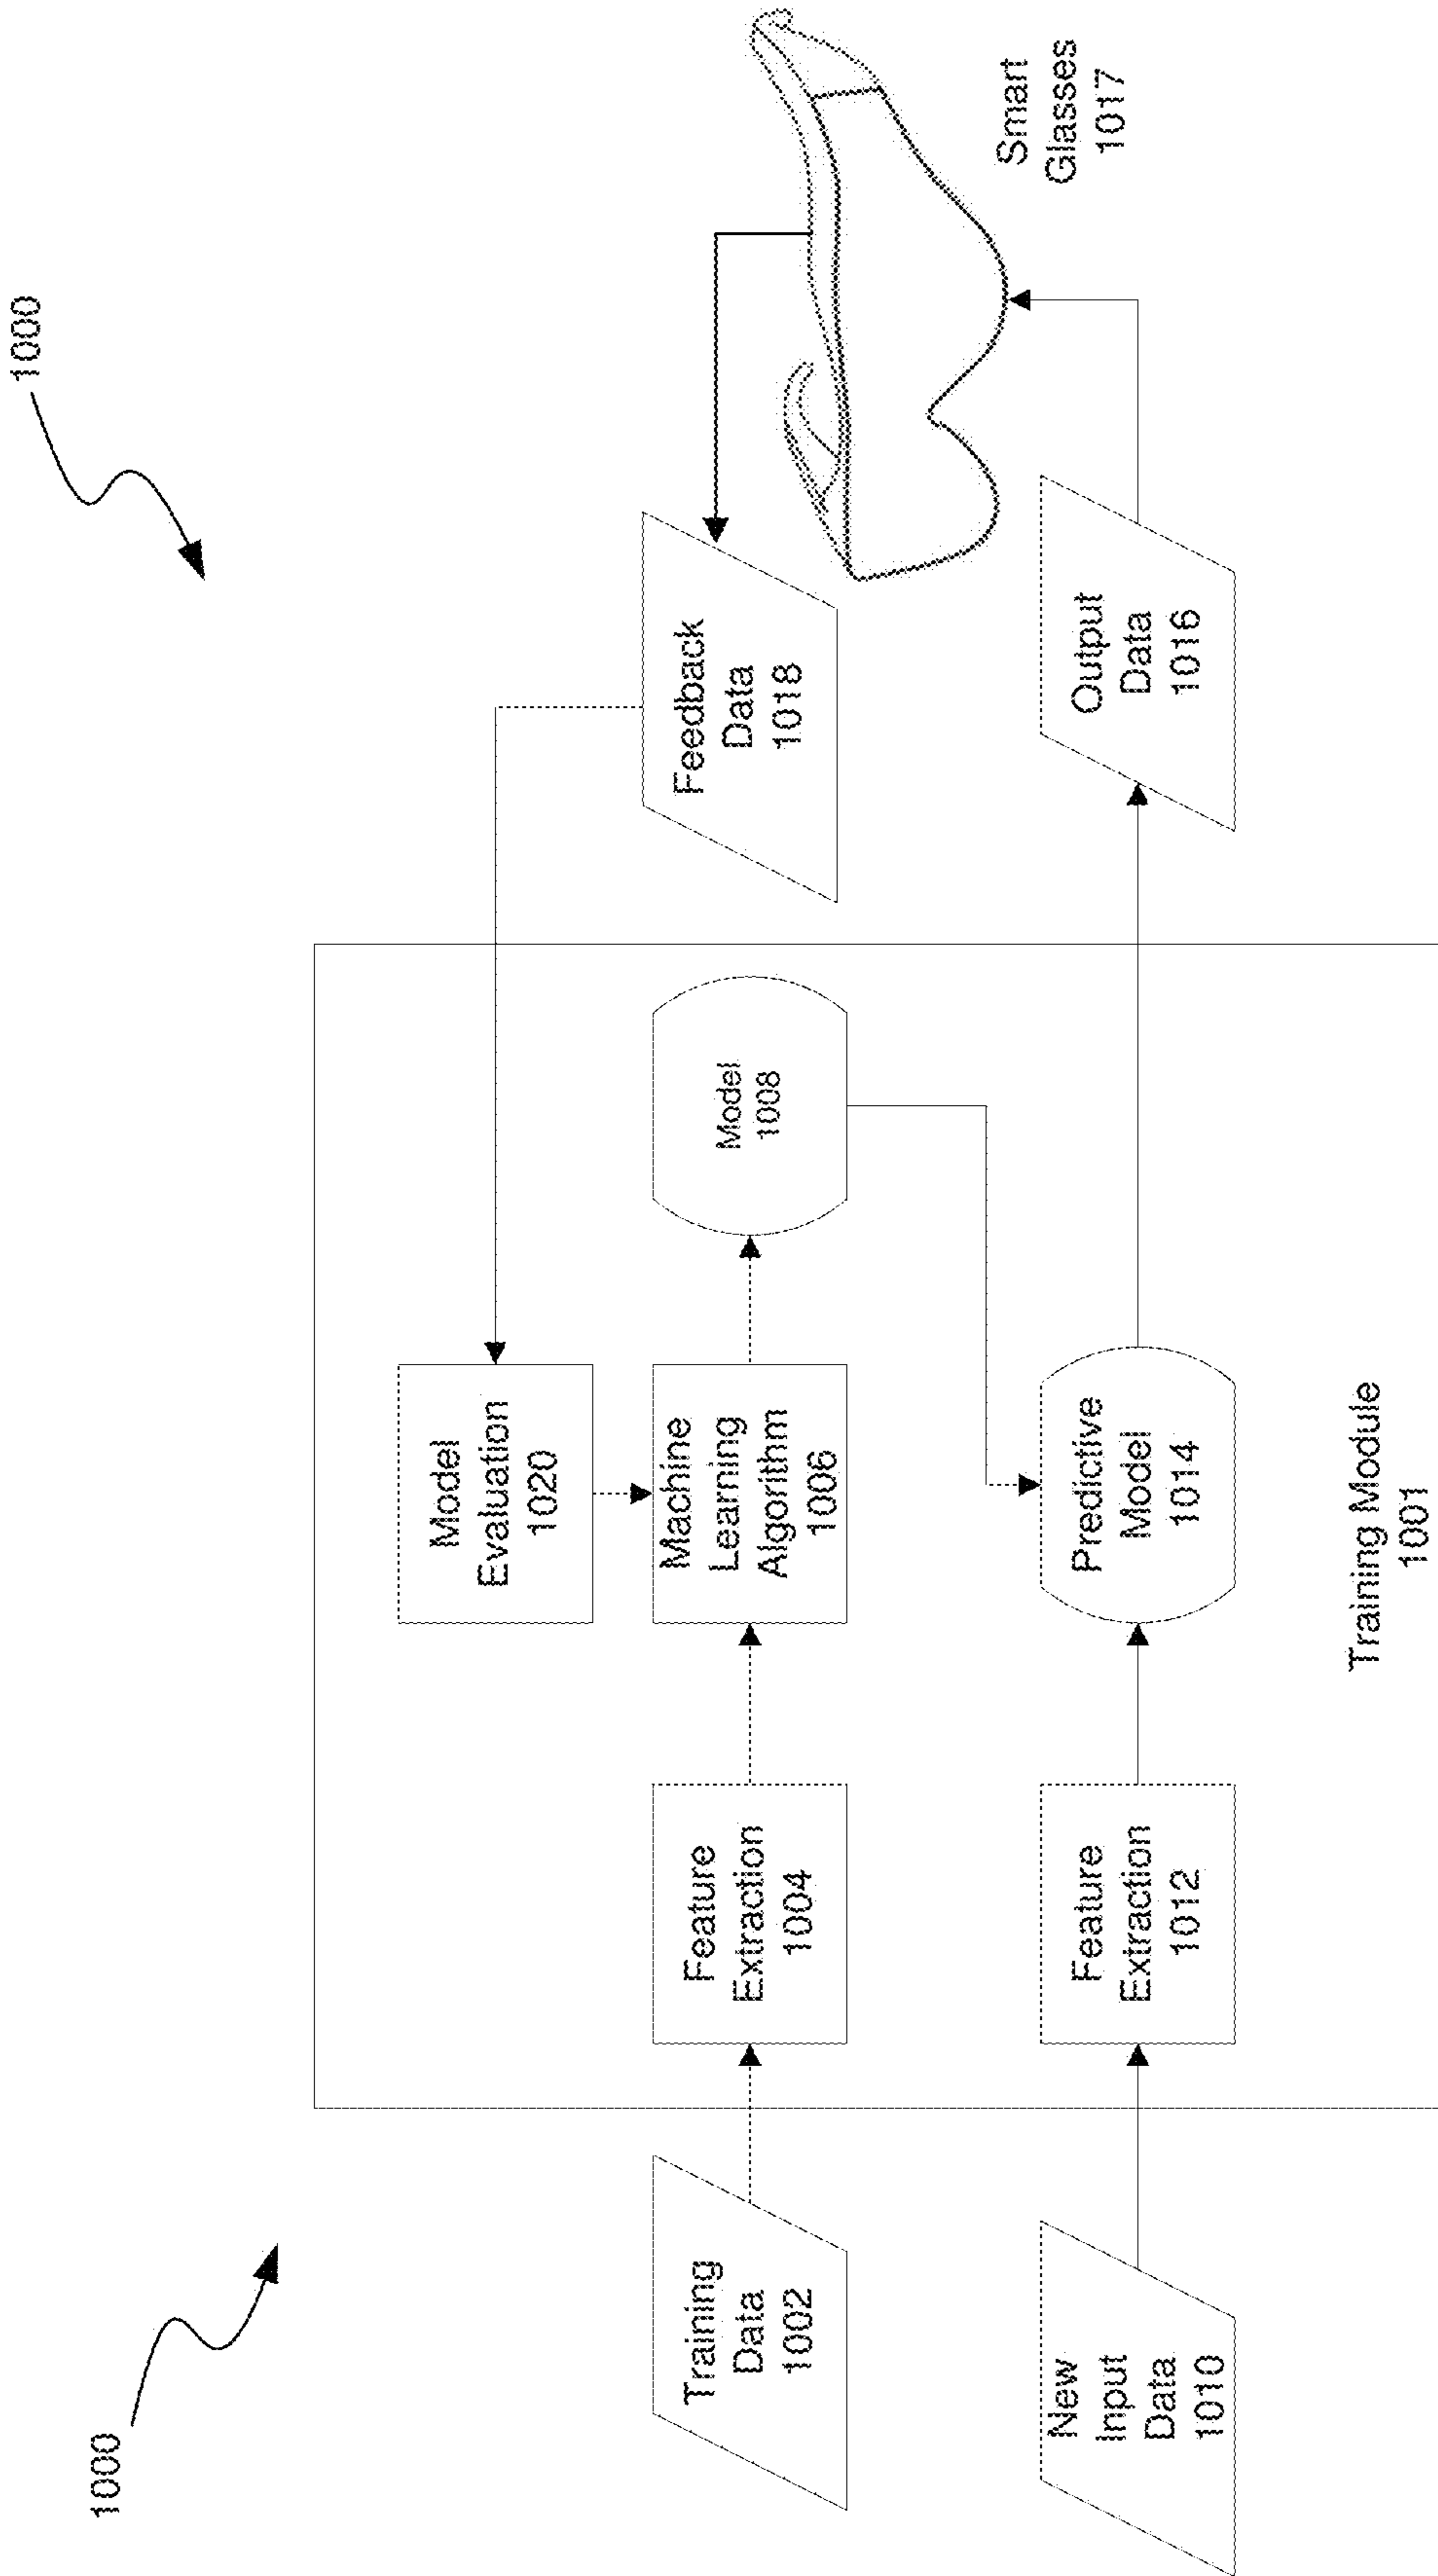 1000
1000
Model
Evaluation
1020
Training
Data
1002
Feature
Extraction
1004
Machine
Learning
Algorithm
1006
Model
1008
Feedback
Data
1018
New
Input
Data
1010
Feature
Extraction
1012
Predictive
Model
1014
Output
Data
1016
Smart
Glasses
1017
Training Module
1001